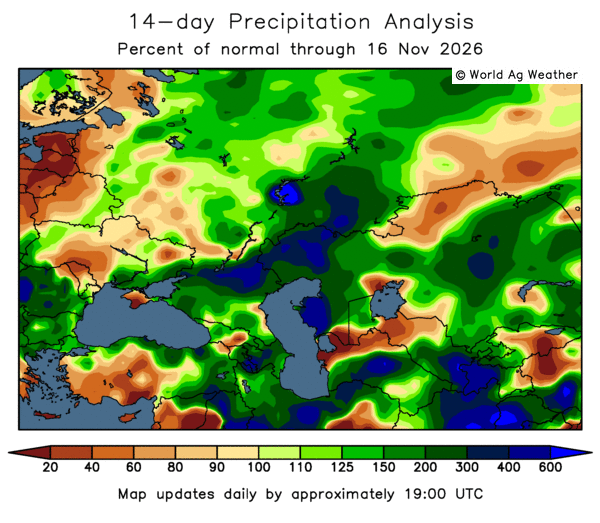 14-day Precipitation Analysis
Percent of normal through 16 Nov 2026
© World Ag Weather
20 40 60 80 90 100 110 125 150 200 300 400 600
Map updates daily by approximately 19:00 UTC